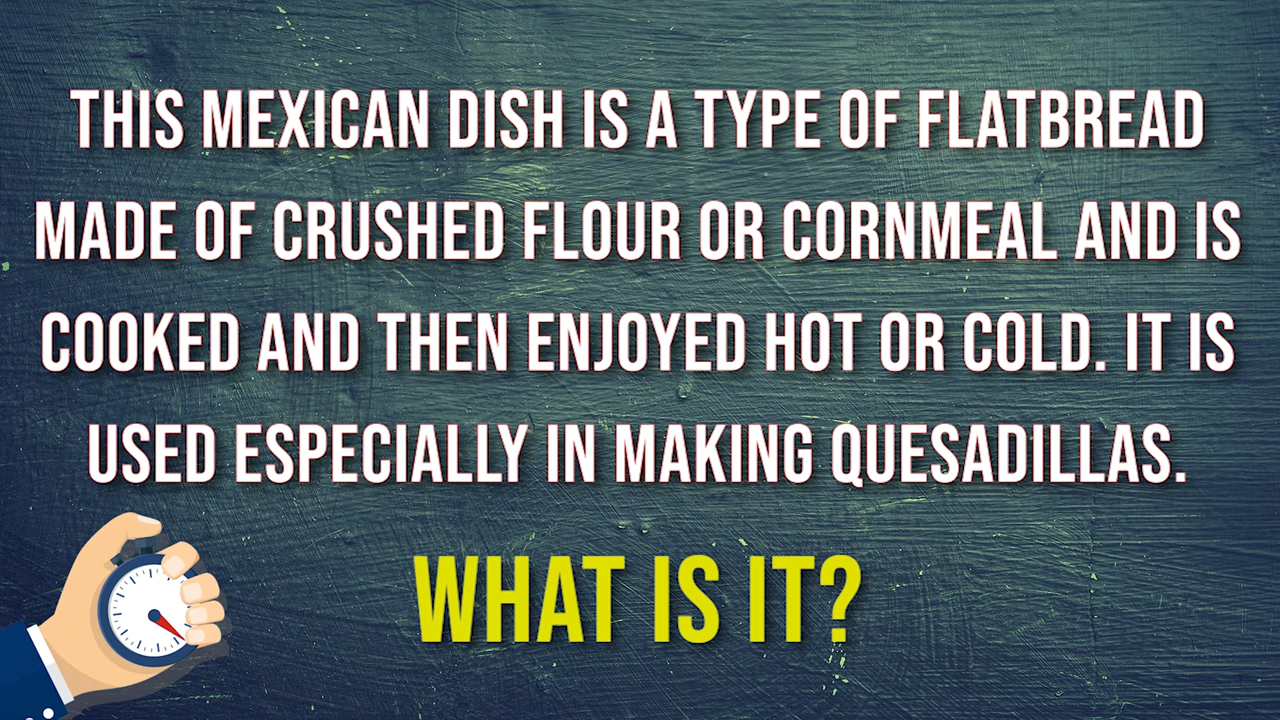 THIS MEXICAN DISH IS A TYPE OF FLATBREAD
MADE OF CRUSHED FLOUR OR CORNMEAL AND IS
COOKED AND THEN ENJOYED HOT OR COLD. IT IS
USED ESPECIALLY IN MAKING QUESADILLAS.
WHAT IS IT?